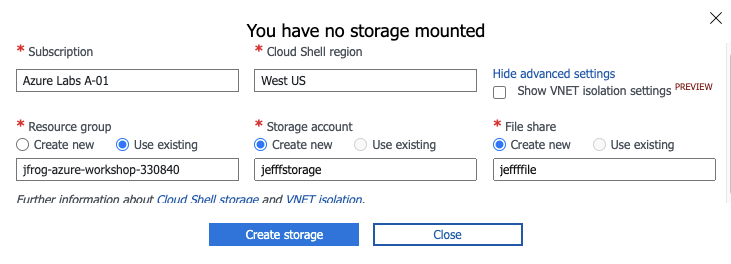 You have no storage mounted
* Subscription
* Cloud Shell region
Azure Labs A-01
West US
Hide advanced settings
Show VNET isolation settings PREVIEW
* Resource group
* Storage account
* File share
Create new
Use existing
Create new
Use existing
Create new
Use existing
jfrog-azure-workshop-330840
jefffstorage
jeffffile
Further information about Cloud Shell storage and VNET isolation.
Create storage
Close